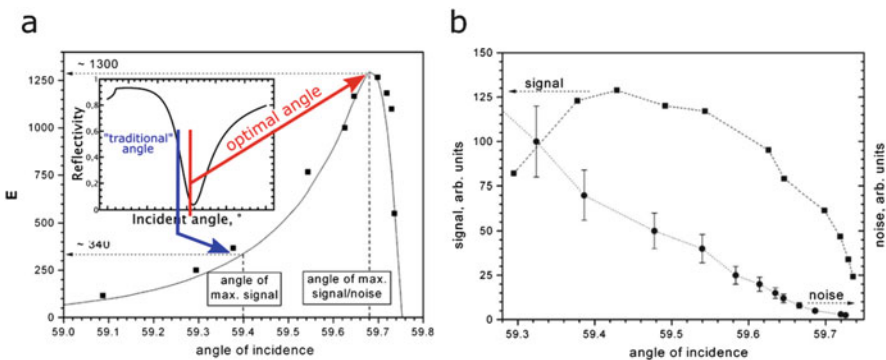 a
b
~ 1300
1250
1000
750
500
250
0
E
~ 340
1
0,8
0,6
0,4
0,2
0
Reflectivity
"traditional"
angle
optimal angle
Incident angle, °
angle of
max. signal
angle of max.
signal/noise
59.0 59.1 59.2 59.3 59.4 59.5 59.6 59.7 59.8
angle of incidence
150
125
100
75
50
25
0
signal, arb. units
signal
noise
noise, arb. units
59.3 59.4 59.5 59.6 59.7
angle of incidence